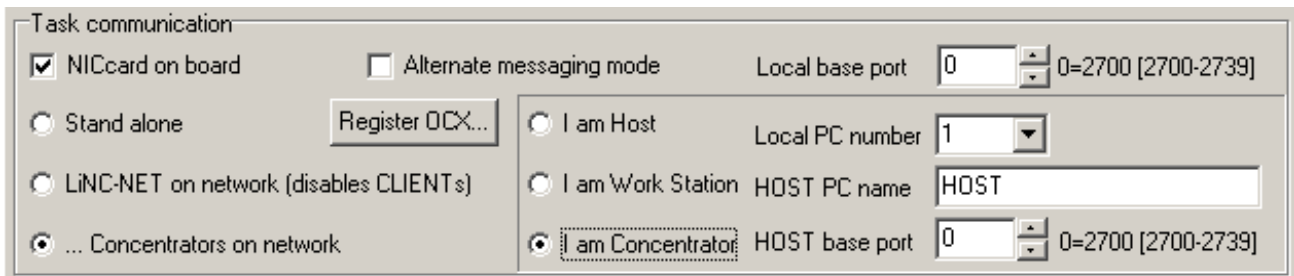 Task communication
NICcard on board Alternate messaging mode Local base port 0 0=2700 [2700-2739]
Stand alone Register OCX... I am Host Local PC number 1
LiNC-NET on network (disables CLIENTs) I am Work Station HOST PC name HOST
... Concentrators on network I am Concentrator HOST base port 0 0=2700 [2700-2739]